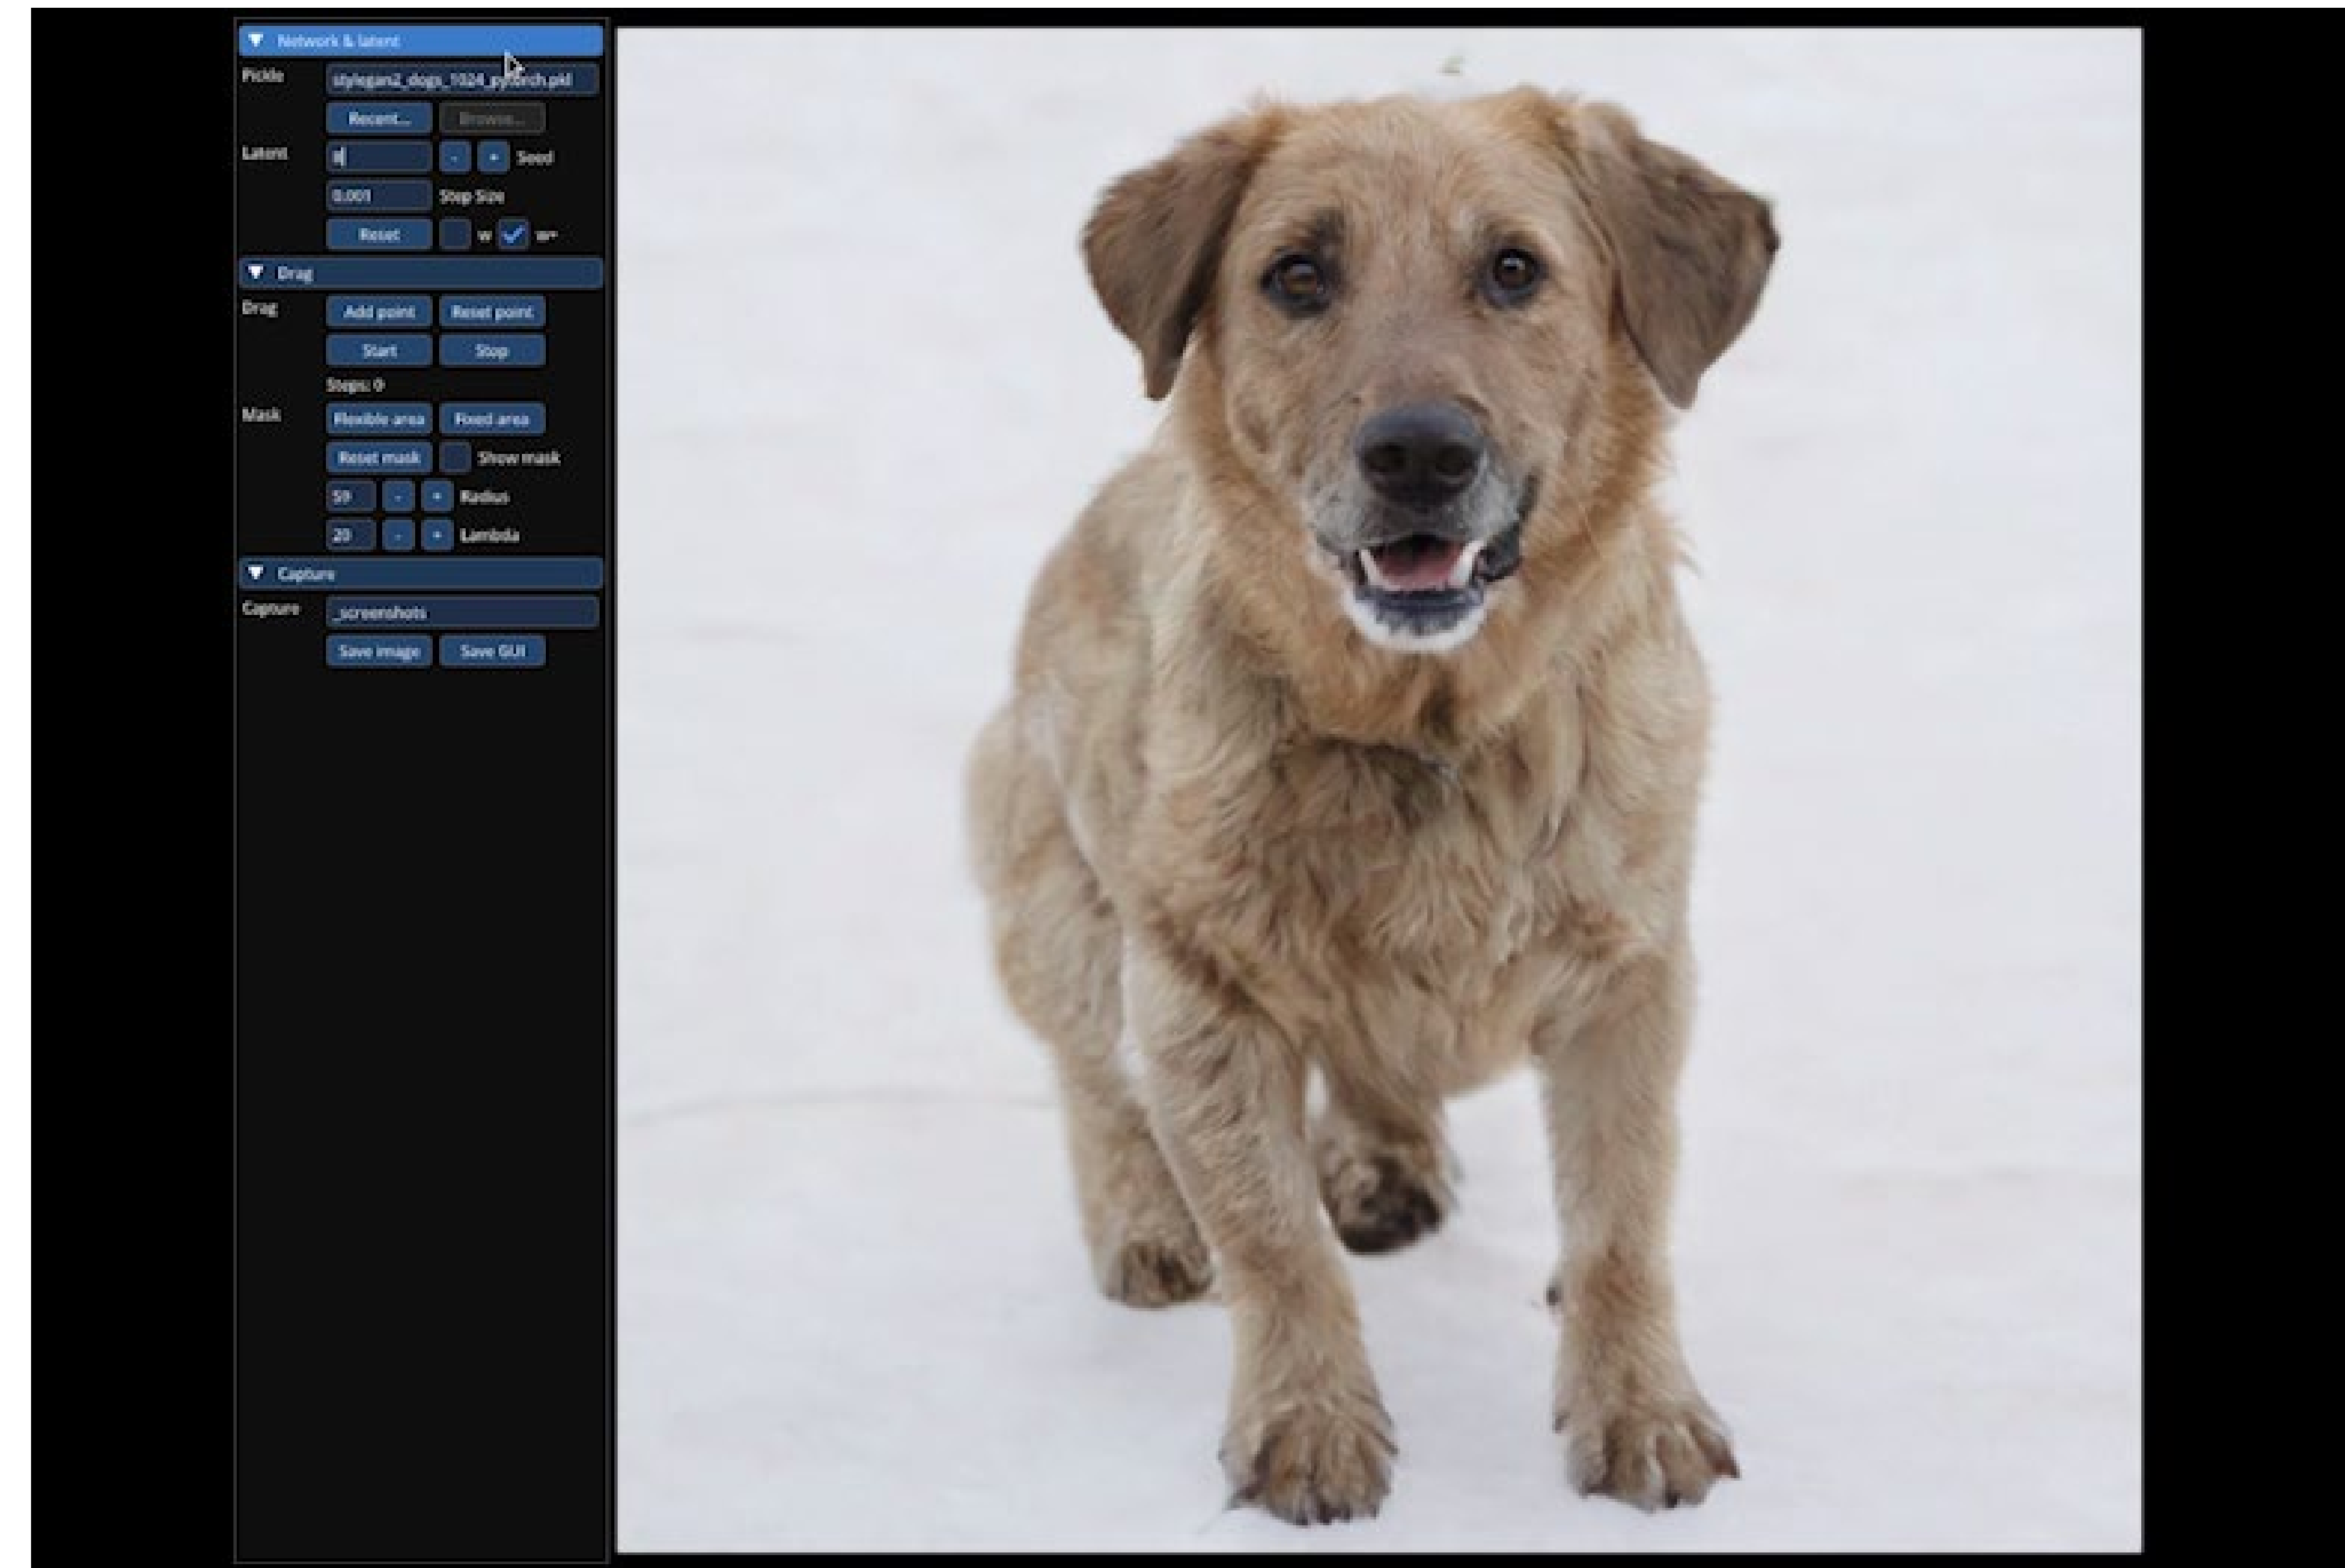 Network & latent
Pickle stylegan2_dogs_1024_pytorch.pkl
Recent... Browse...
Latent - + Seed
0.001 Step Size
Reset w w+
Drag
Drag Add point Reset point
Start Stop
Steps: 0
Mask Flexible area Fixed area
Reset mask Show mask
59 - + Radius
20 - + Lambda
Capture
Capture _screenshots
Save image Save GUI